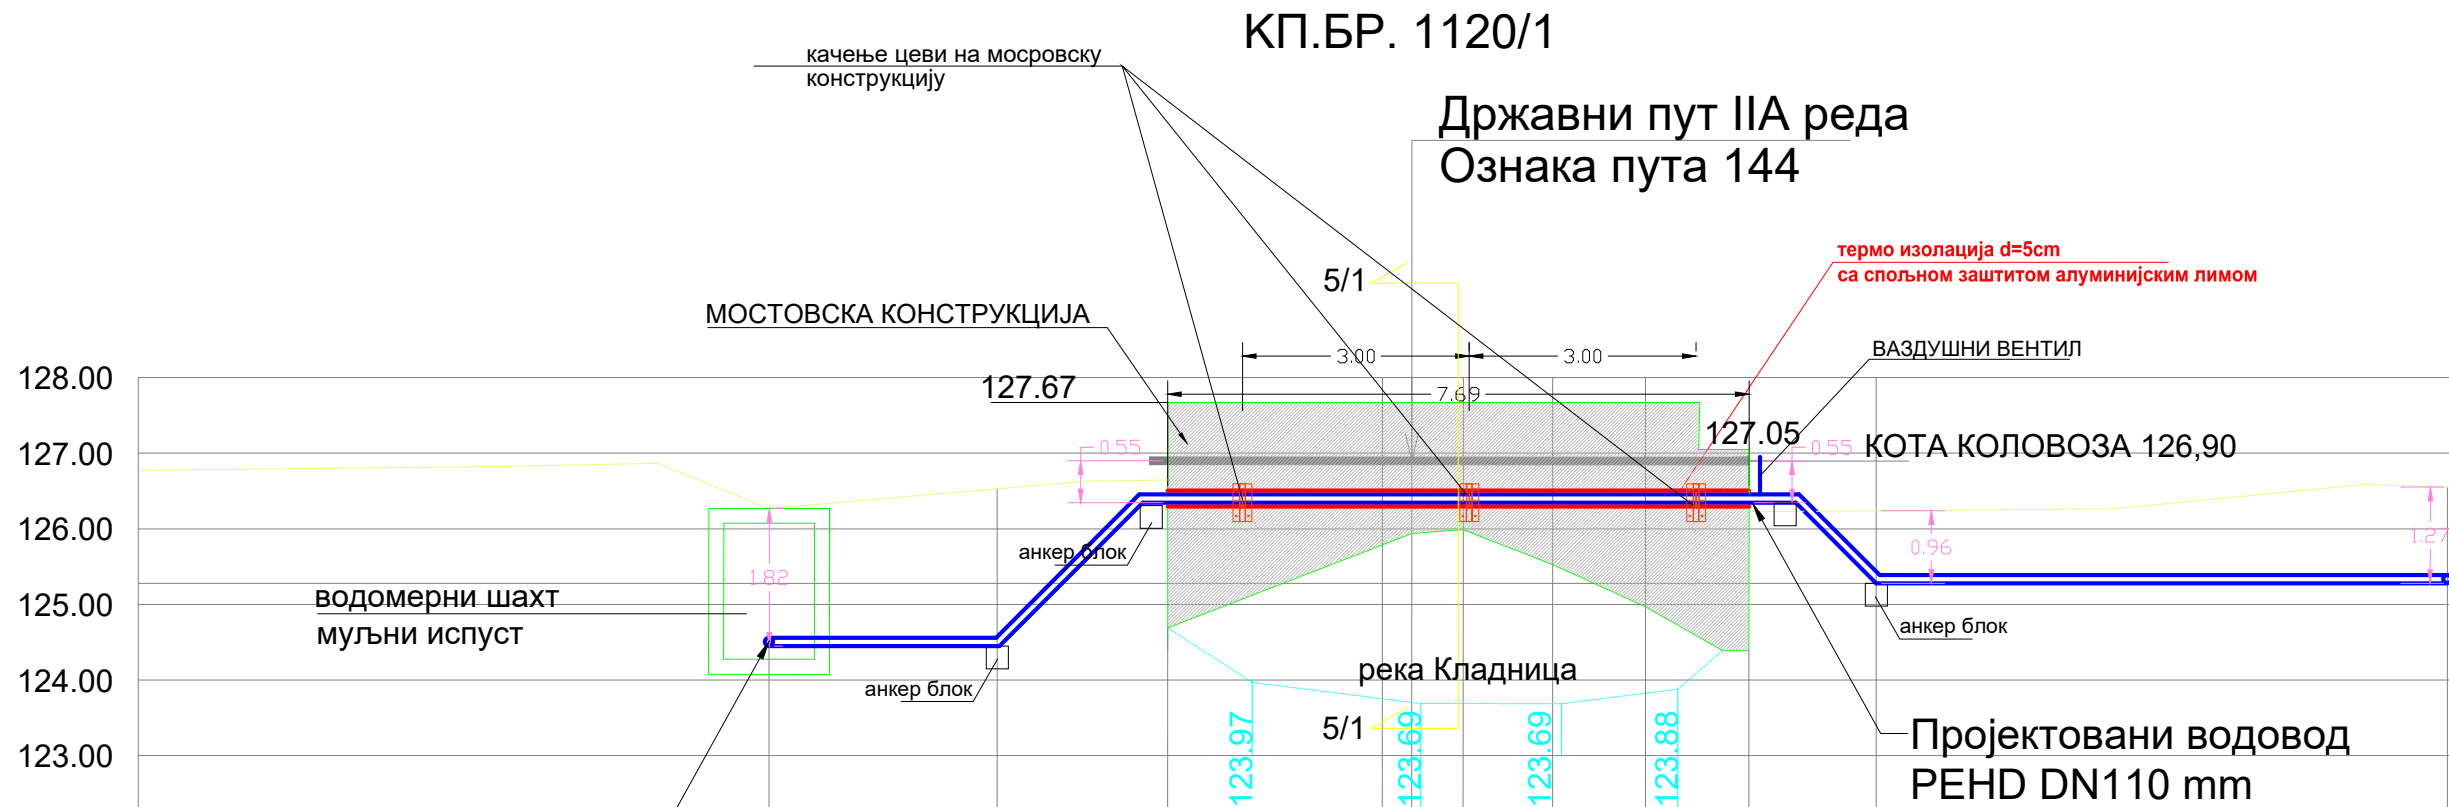 КП.БР. 1120/1
качење цеви на мосровску
конструкцију
Државни пут IIА реда
Ознака пута 144
термо изолација d=5cm
са спољном заштитом алуминијским лимом
5/1
МОСТОВСКА КОНСТРУКЦИЈА
ВАЗДУШНИ ВЕНТИЛ
3.00
3.00
128.00
127.67
7.69
127.05
127.00
0.55
0.55
КОТА КОЛОВОЗА 126,90
126.00
анкер блок
0.96
1.27
1.82
125.00
водомерни шахт
муљни испуст
анкер блок
124.00
анкер блок
река Кладница
5/1
123.00
123.97
123.69
123.69
123.88
Пројектовани водовод
PEHD DN110 mm